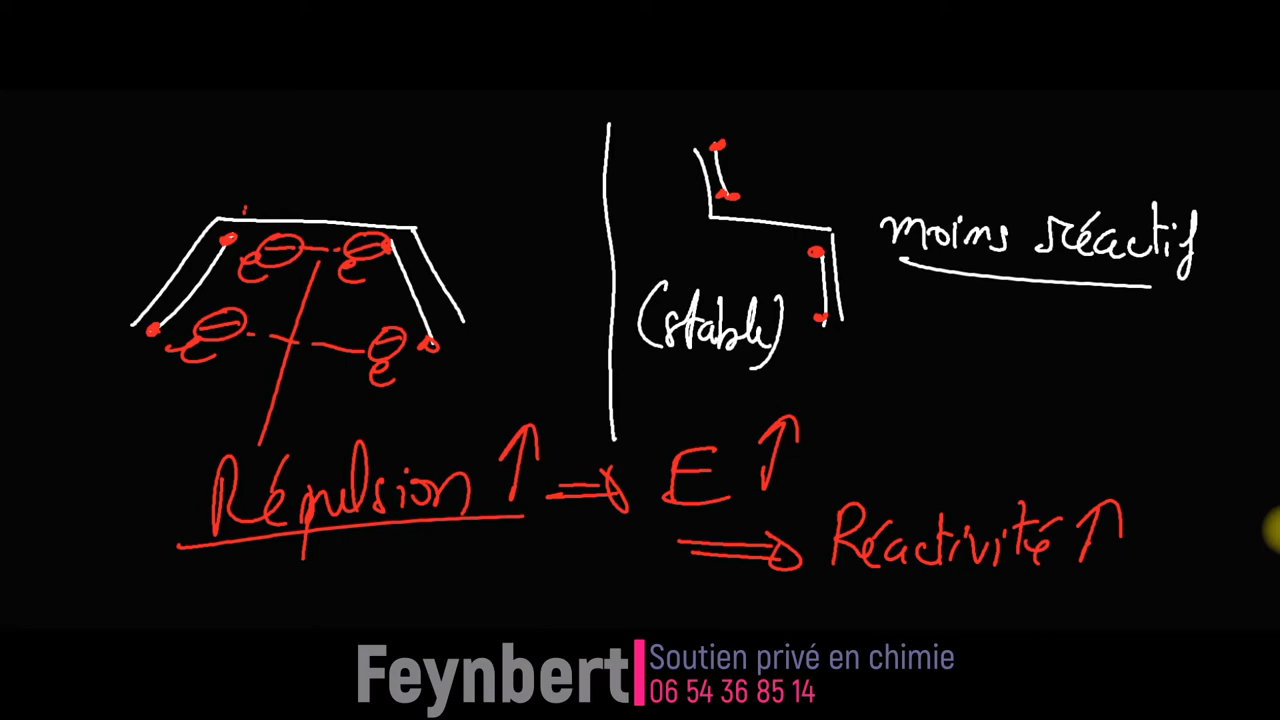 moins réactif
(stable)
e e
e e
Répulsion ↑ ⇒ E ↑
⇒ Réactivité ↑
Feynbert
Soutien privé en chimie
06 54 36 85 14